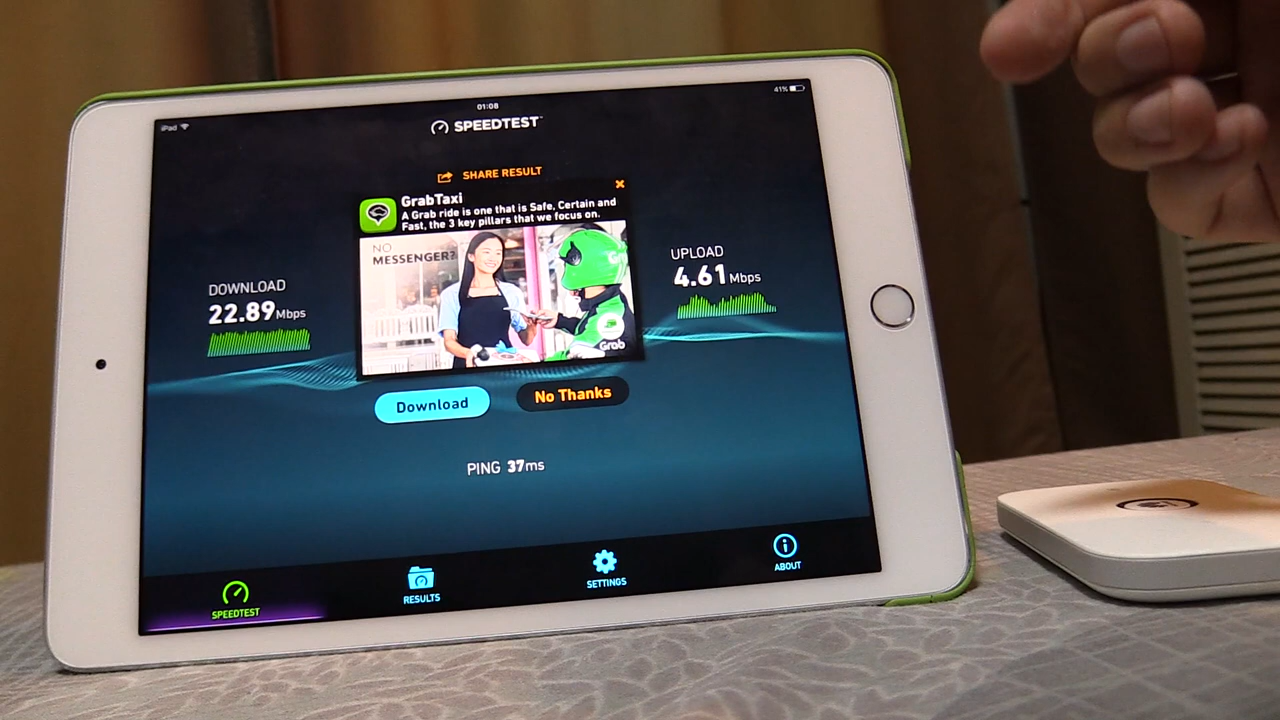 iPad
01:08
41%
SPEEDTEST
SHARE RESULT
GrabTaxi
A Grab ride is one that is Safe, Certain and
Fast, the 3 key pillars that we focus on.
NO
MESSENGER?
Grab
DOWNLOAD
22.89 Mbps
UPLOAD
4.61 Mbps
Download
No Thanks
PING 37ms
SPEEDTEST
RESULTS
SETTINGS
ABOUT